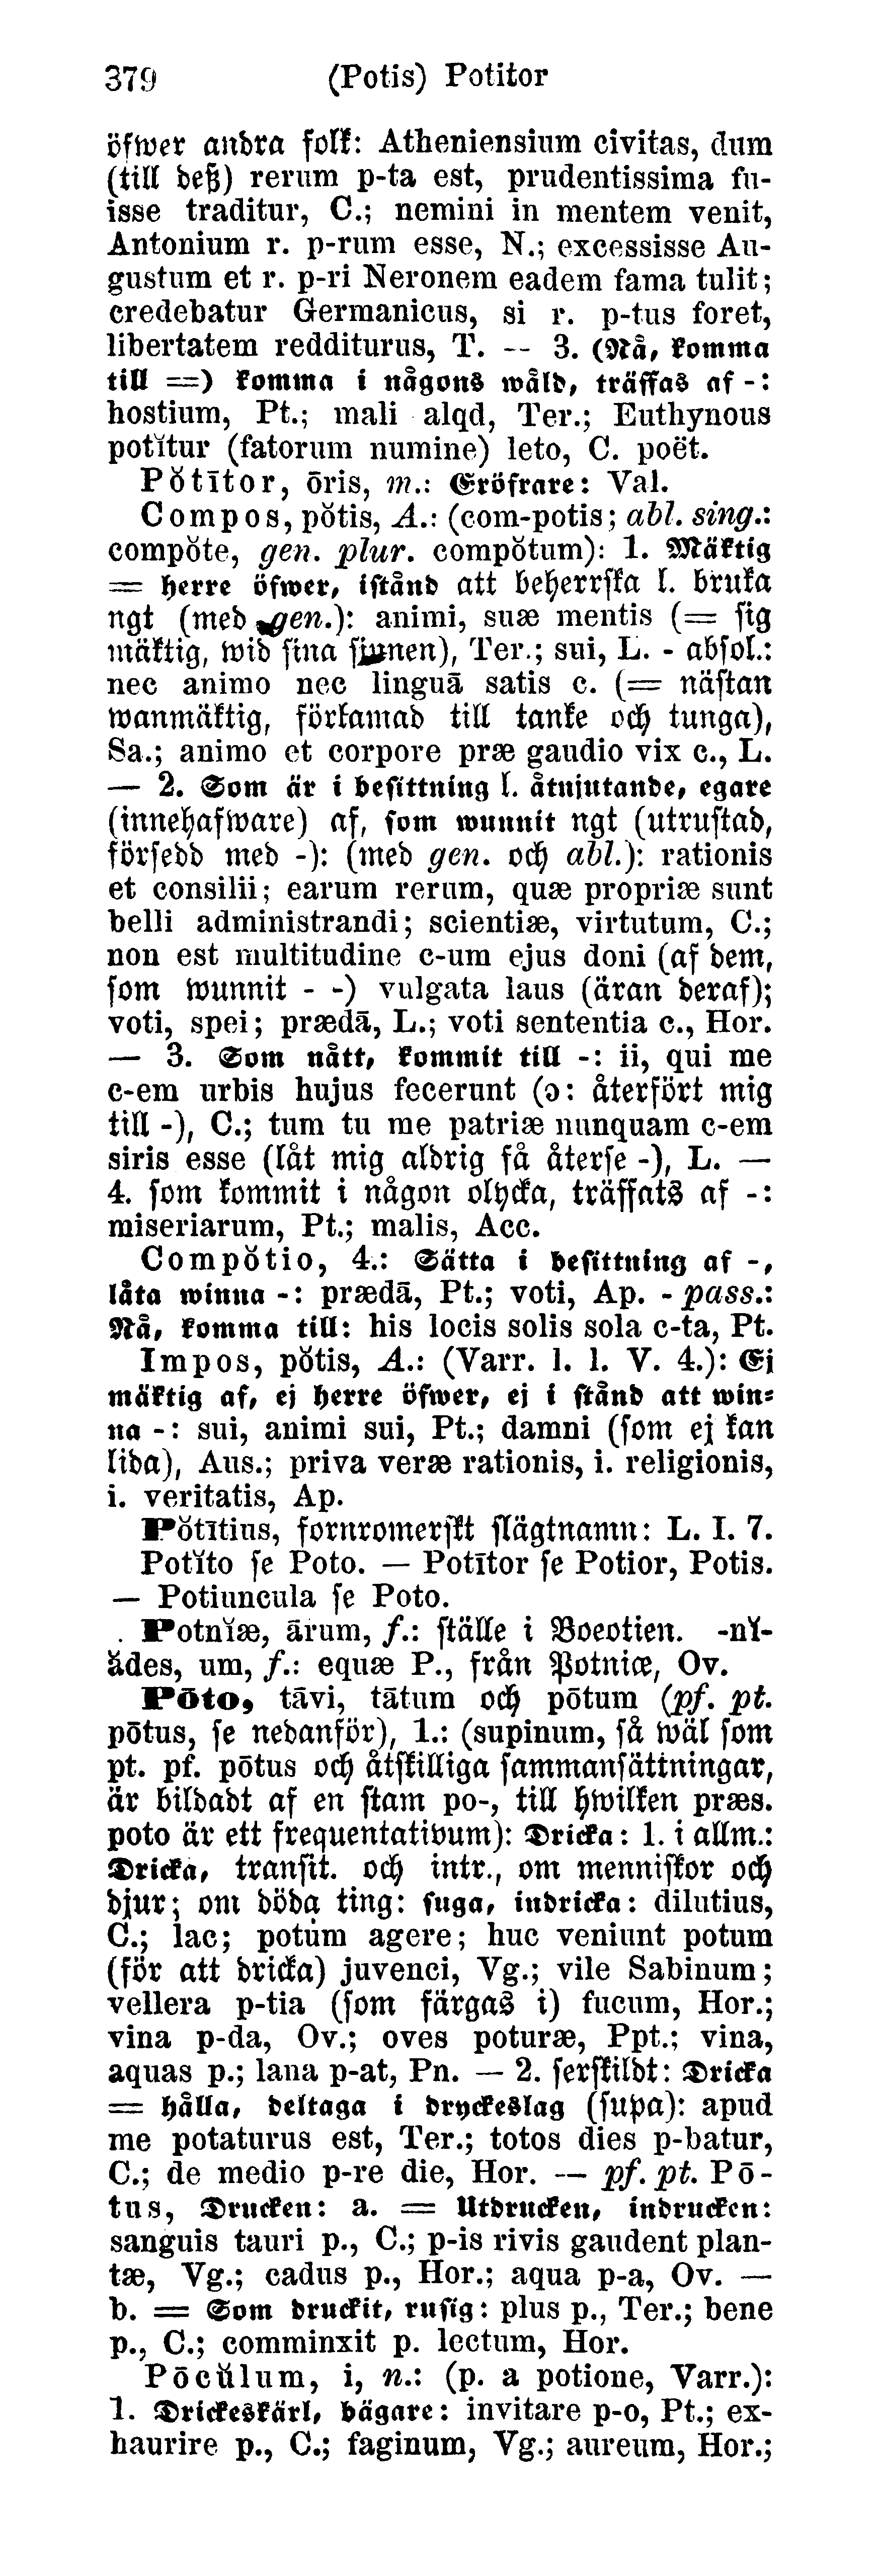 379 (Potis) Potitor
öfwer andra folk: Atheniensium civitas, dum
(till deß) rerum p-ta est, prudentissima fu-
isse traditur, C.; nemini in mentem venit,
Antonium r. p-rum esse, N.; excessisse Au-
gustum et r. p-ri Neronem eadem fama tulit;
credebatur Germanicus, si r. p-tus foret,
libertatem redditurus, T. -- 3. (Nå, komma
till =) komma i någons wåld, träffas af -:
hostium, Pt.; mali alqd, Ter.; Euthynous
potĭtur (fatorum numine) leto, C. poët.
Pŏtītor, ōris, m.: Eröfrare: Val.
Compos, pŏtis, A.: (com-potis; abl. sing.:
compŏte, gen. plur. compŏtum): 1. Mäktig
= herre öfwer, istånd att beherrska l. bruka
ngt (med gen.): animi, suæ mentis (= sig
mäktig, wid sina sinnen), Ter.; sui, L. - absol.:
nec animo nec linguā satis c. (= nästan
wanmäktig, förlamad till tanke och tunga),
Sa.; animo et corpore præ gaudio vix c., L.
— 2. Som är i besittning l. åtnjutande, egare
(innehafware) af, som wunnit ngt (utrustad,
försedd med -): (med gen. och abl.): rationis
et consilii; earum rerum, quæ propriæ sunt
belli administrandi; scientiæ, virtutum, C.;
non est multitudine c-um ejus doni (af dem,
som wunnit - -) vulgata laus (äran deraf);
voti, spei; prædā, L.; voti sententia c., Hor.
— 3. Som nått, kommit till -: ii, qui me
c-em urbis hujus fecerunt (ɔ: återfört mig
till -), C.; tum tu me patriæ nunquam c-em
siris esse (låt mig aldrig få återse -), L. —
4. som kommit i någon olycka, träffats af -:
miseriarum, Pt.; malis, Acc.
Compŏtio, 4.: Sätta i besittning af -,
låta winna -: prædā, Pt.; voti, Ap. - pass.:
Nå, komma till: his locis solis sola c-ta, Pt.
Impos, pŏtis, A.: (Varr. l. l. V. 4.): Ej
mäktig af, ej herre öfwer, ej i stånd att win-
na -: sui, animi sui, Pt.; damni (som ej kan
lida), Aus.; priva veræ rationis, i. religionis,
i. veritatis, Ap.
Pŏtītius, fornromerskt slägtnamn: L. I. 7.
Potĭto se Poto. — Potītor se Potior, Potis.
— Potiuncula se Poto.
Potnĭæ, ārum, f.: ställe i Boeotien. -nĭ-
ădes, um, f.: equæ P., från Potniæ, Ov.
Pōto, tāvi, tātum och pōtum (pf. pt.
pōtus, se nedanför), 1.: (supinum, så wäl som
pt. pf. pōtus och åtskilliga sammansättningar,
är bildadt af en stam po-, till hwilken præs.
poto är ett frequentativum): Dricka: 1. i allm.:
Dricka, transit. och intr., om menniskor och
djur; om döda ting: suga, indricka: dilutius,
C.; lac; potum agere; huc veniunt potum
(för att dricka) juvenci, Vg.; vile Sabinum;
vellera p-tia (som färgas i) fucum, Hor.;
vina p-da, Ov.; oves poturæ, Ppt.; vina,
aquas p.; lana p-at, Pn. — 2. serskildt: Dricka
= hålla, deltaga i dryckeslag (supa): apud
me potaturus est, Ter.; totos dies p-batur,
C.; de medio p-re die, Hor. — pf. pt. Pō-
tus, Drucken: a. = Utdrucken, indrucken:
sanguis tauri p., C.; p-is rivis gaudent plan-
tæ, Vg.; cadus p., Hor.; aqua p-a, Ov. —
b. = Som druckit, rusig: plus p., Ter.; bene
p., C.; comminxit p. lectum, Hor.
Pōcŭlum, i, n.: (p. a potione, Varr.):
1. Drickeskärl, bägare: invitare p-o, Pt.; ex-
haurire p., C.; faginum, Vg.; aureum, Hor.;